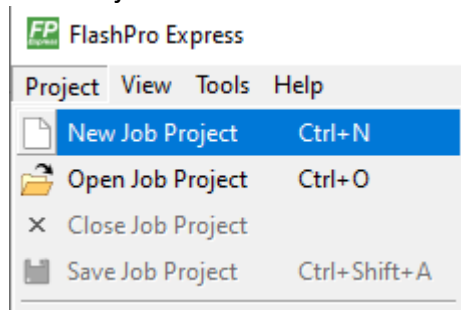 FP Express FlashPro Express
Project View Tools Help
New Job Project Ctrl+N
Open Job Project Ctrl+O
Close Job Project
Save Job Project Ctrl+Shift+A